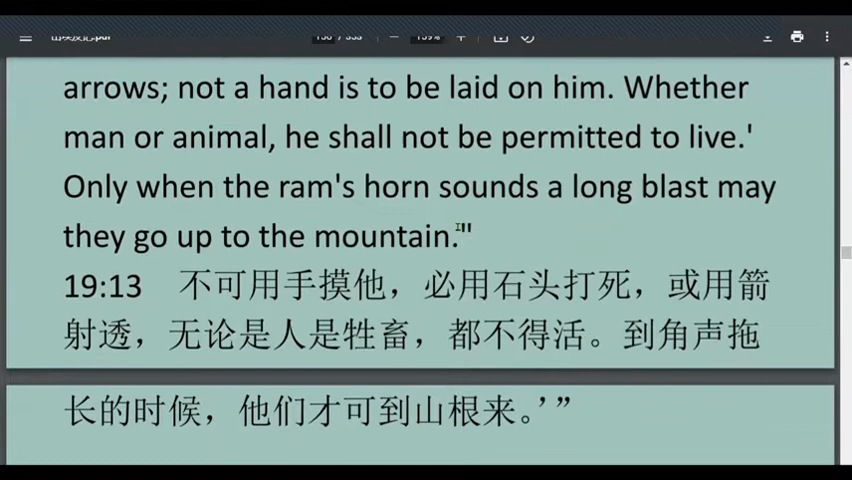 139%
arrows; not a hand is to be laid on him. Whether
man or animal, he shall not be permitted to live.'
Only when the ram's horn sounds a long blast may
they go up to the mountain."
19:13 不可用手摸他，必用石头打死，或用箭
射透，无论是人是牲畜，都不得活。到角声拖
长的时候，他们才可到山根来。’”